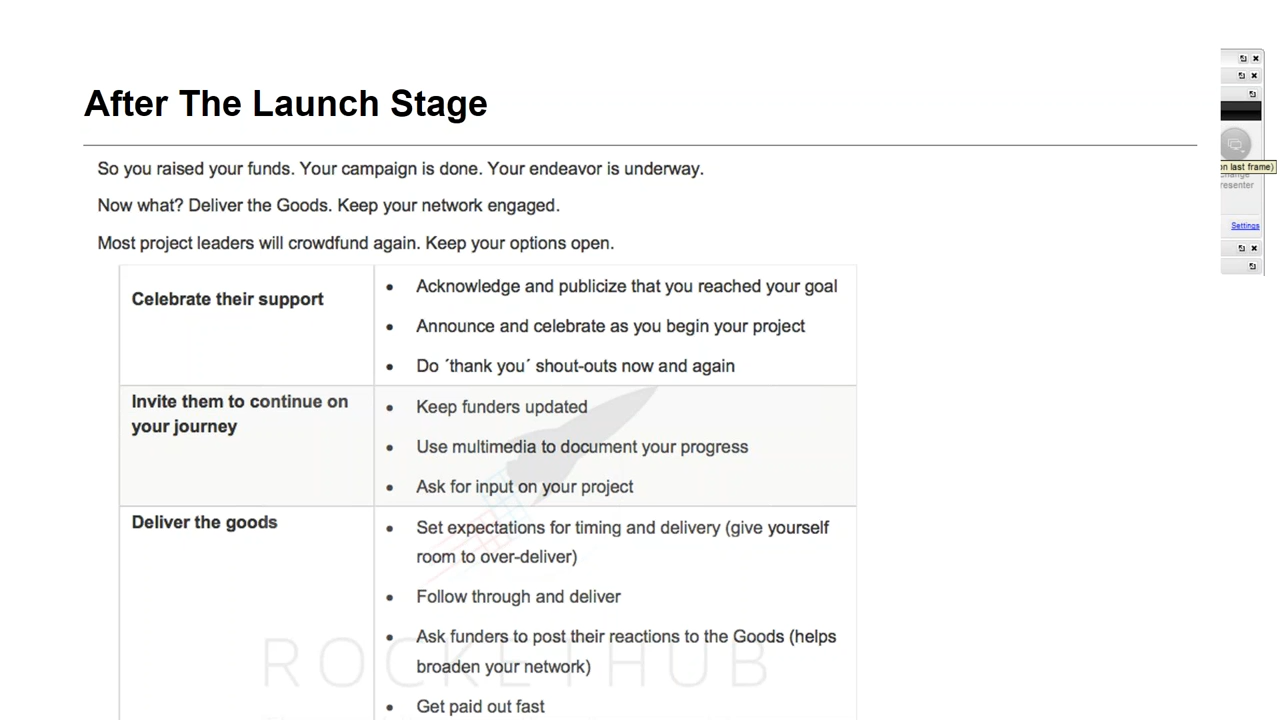 After The Launch Stage
So you raised your funds. Your campaign is done. Your endeavor is underway.
Now what? Deliver the Goods. Keep your network engaged.
Most project leaders will crowdfund again. Keep your options open.
Celebrate their support
• Acknowledge and publicize that you reached your goal
• Announce and celebrate as you begin your project
• Do ´thank you´ shout-outs now and again
Invite them to continue on
your journey
• Keep funders updated
• Use multimedia to document your progress
• Ask for input on your project
Deliver the goods
• Set expectations for timing and delivery (give yourself
room to over-deliver)
• Follow through and deliver
• Ask funders to post their reactions to the Goods (helps
broaden your network)
• Get paid out fast
ROCKETHUB
on last frame)
Change
resenter
Settings